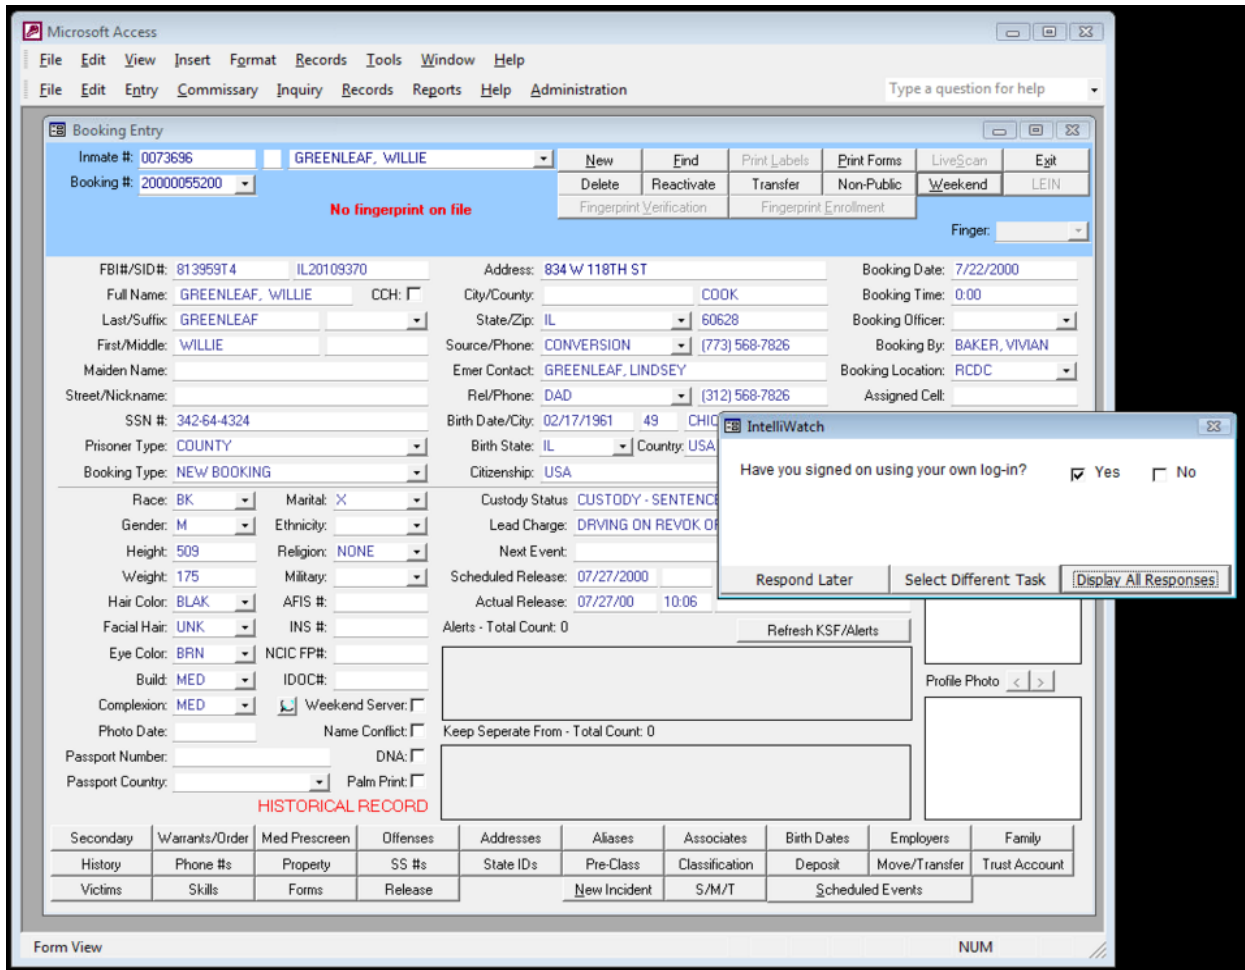 Microsoft Access
File Edit View Insert Format Records Tools Window Help
File Edit Entry Commissary Inquiry Records Reports Help Administration Type a question for help
Booking Entry
Inmate #: 0073696 GREENLEAF, WILLIE New Find Print Labels Print Forms LiveScan Exit
Booking #: 20000055200 Delete Reactivate Transfer Non-Public Weekend LEIN
No fingerprint on file Fingerprint Verification Fingerprint Enrollment
Finger:
FBI#/SID#: 813959T4 IL20109370 Address: 834 W 118TH ST Booking Date: 7/22/2000
Full Name: GREENLEAF, WILLIE CCH: City/County: COOK Booking Time: 0:00
Last/Suffix: GREENLEAF State/Zip: IL 60628 Booking Officer:
First/Middle: WILLIE Source/Phone: CONVERSION (773) 568-7826 Booking By: BAKER, VIVIAN
Maiden Name: Emer Contact: GREENLEAF, LINDSEY Booking Location: RCDC
Street/Nickname: Rel/Phone: DAD (312) 568-7826 Assigned Cell:
SSN #: 342-64-4324 Birth Date/City: 02/17/1961 49 CHIC
Prisoner Type: COUNTY Birth State: IL Country: USA
Booking Type: NEW BOOKING Citizenship: USA
IntelliWatch
Have you signed on using your own log-in? Yes No
Respond Later Select Different Task Display All Responses
Race: BK Marital: X Custody Status CUSTODY - SENTENCE
Gender: M Ethnicity: Lead Charge: DRVING ON REVOK OR
Height: 509 Religion: NONE Next Event:
Weight: 175 Military: Scheduled Release: 07/27/2000
Hair Color: BLAK AFIS #: Actual Release: 07/27/00 10:06
Facial Hair: UNK INS #: Alerts - Total Count: 0 Refresh KSF/Alerts
Eye Color: BRN NCIC FP#:
Build: MED IDOC#: Profile Photo < >
Complexion: MED Weekend Server:
Photo Date: Name Conflict: Keep Seperate From - Total Count: 0
Passport Number: DNA:
Passport Country: Palm Print:
HISTORICAL RECORD
Secondary Warrants/Order Med Prescreen Offenses Addresses Aliases Associates Birth Dates Employers Family
History Phone #s Property SS #s State IDs Pre-Class Classification Deposit Move/Transfer Trust Account
Victims Skills Forms Release New Incident S/M/T Scheduled Events
Form View NUM